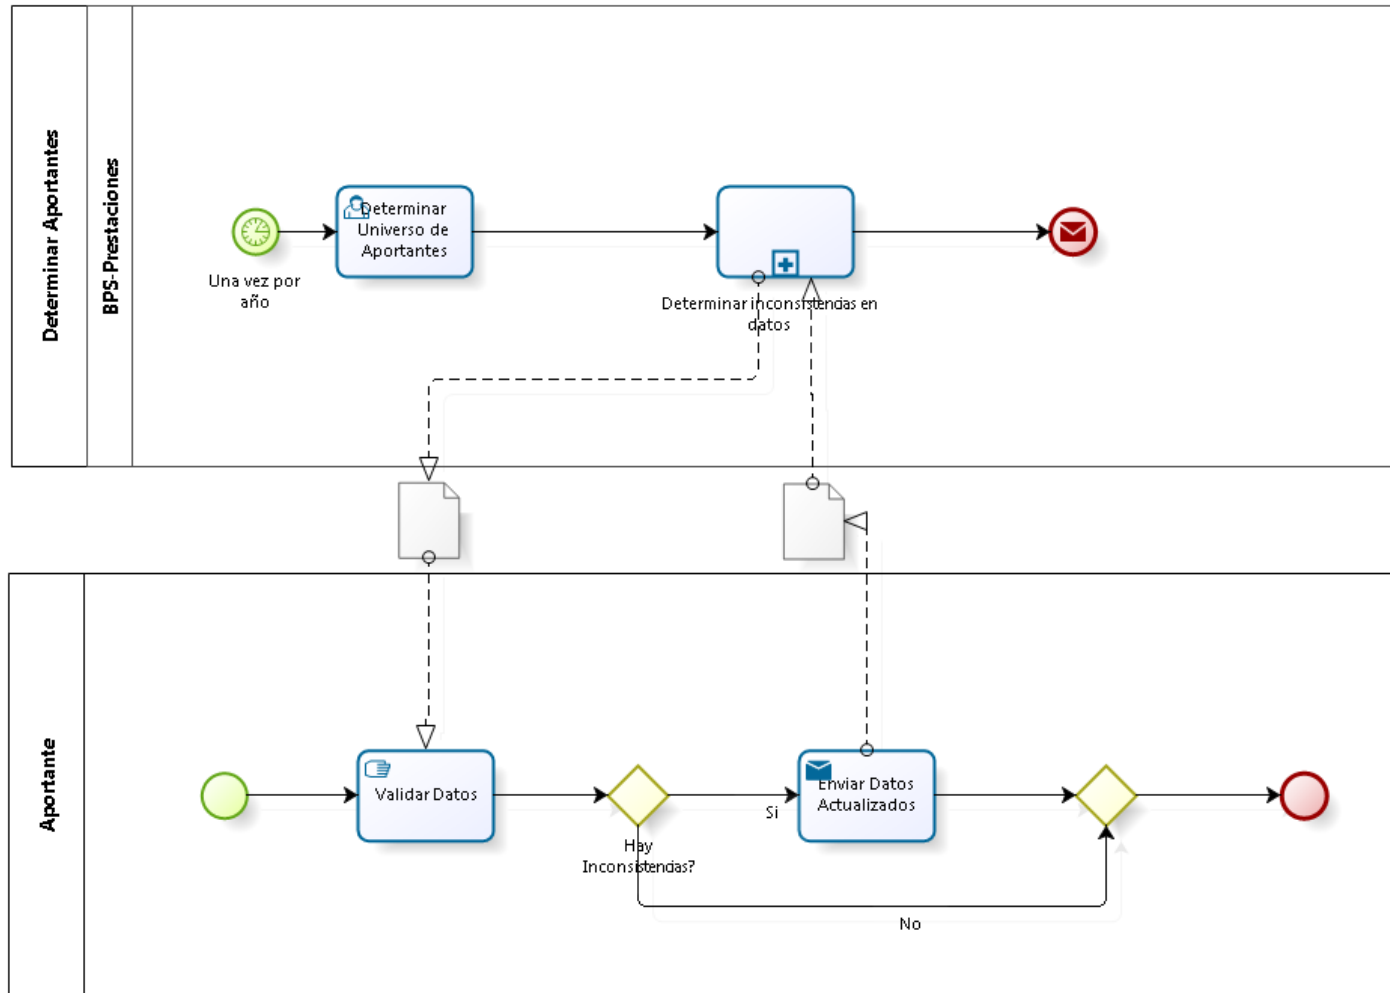 Determinar Aportantes
BPS-Prestaciones
Determinar
Universo de
Aportantes
Una vez por
año
Determinar inconsistencias en
datos
Aportante
Validar Datos
Hay
Inconsistencias?
Si
Enviar Datos
Actualizados
No